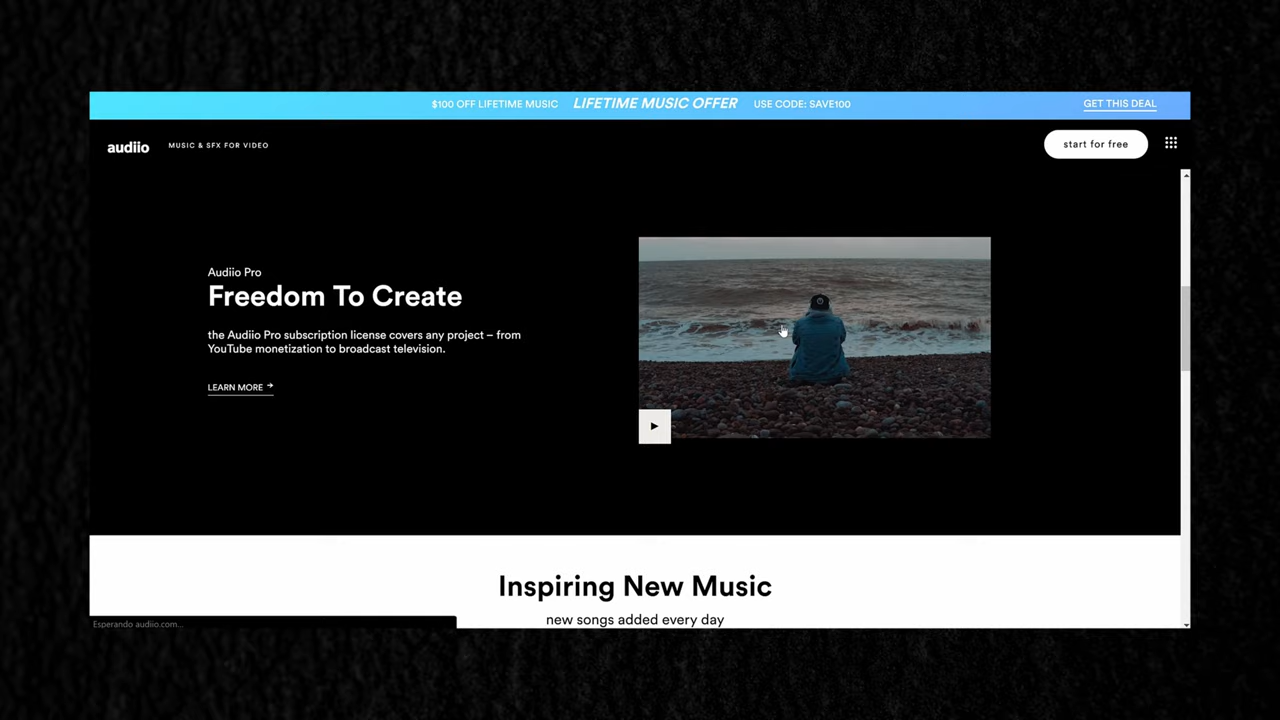 $100 OFF LIFETIME MUSIC LIFETIME MUSIC OFFER USE CODE: SAVE100 GET THIS DEAL
audiio MUSIC & SFX FOR VIDEO start for free
Audiio Pro
Freedom To Create
the Audiio Pro subscription license covers any project – from
YouTube monetization to broadcast television.
LEARN MORE
Inspiring New Music
new songs added every day
Esperando audiio.com...